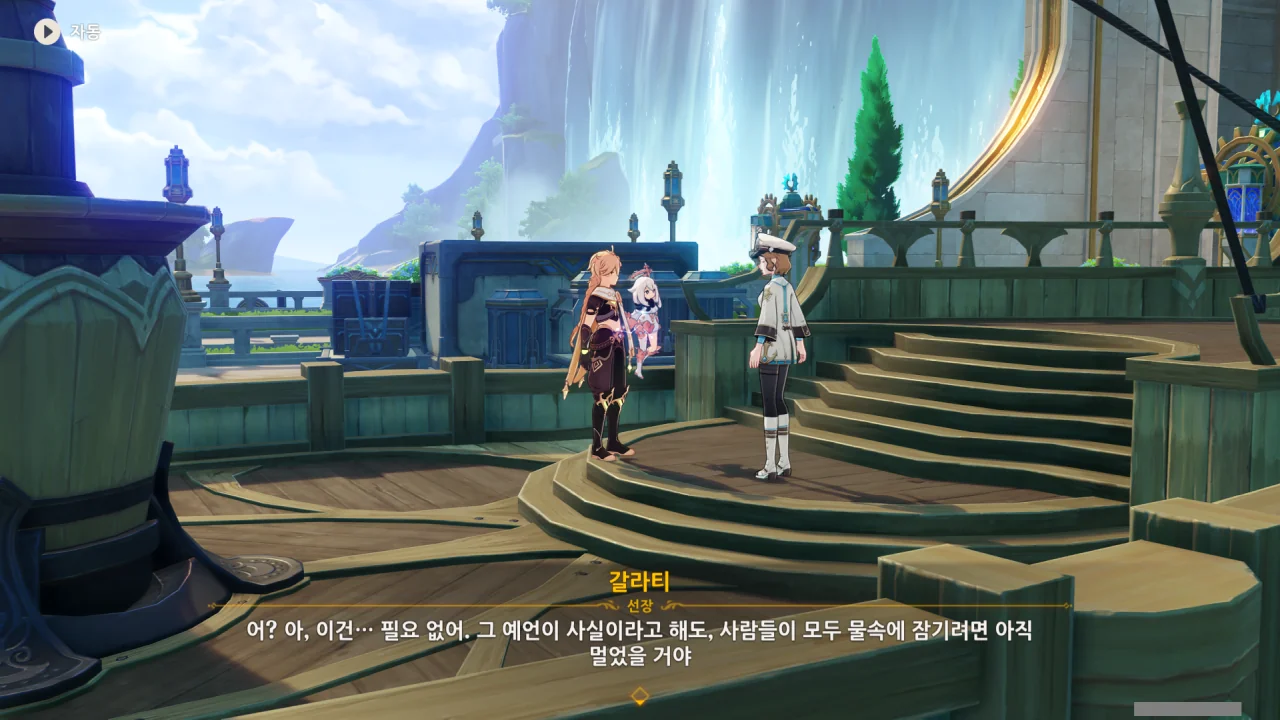 자동
갈라티
선장
어? 아, 이건… 필요 없어. 그 예언이 사실이라고 해도, 사람들이 모두 물속에 잠기려면 아직
멀었을 거야